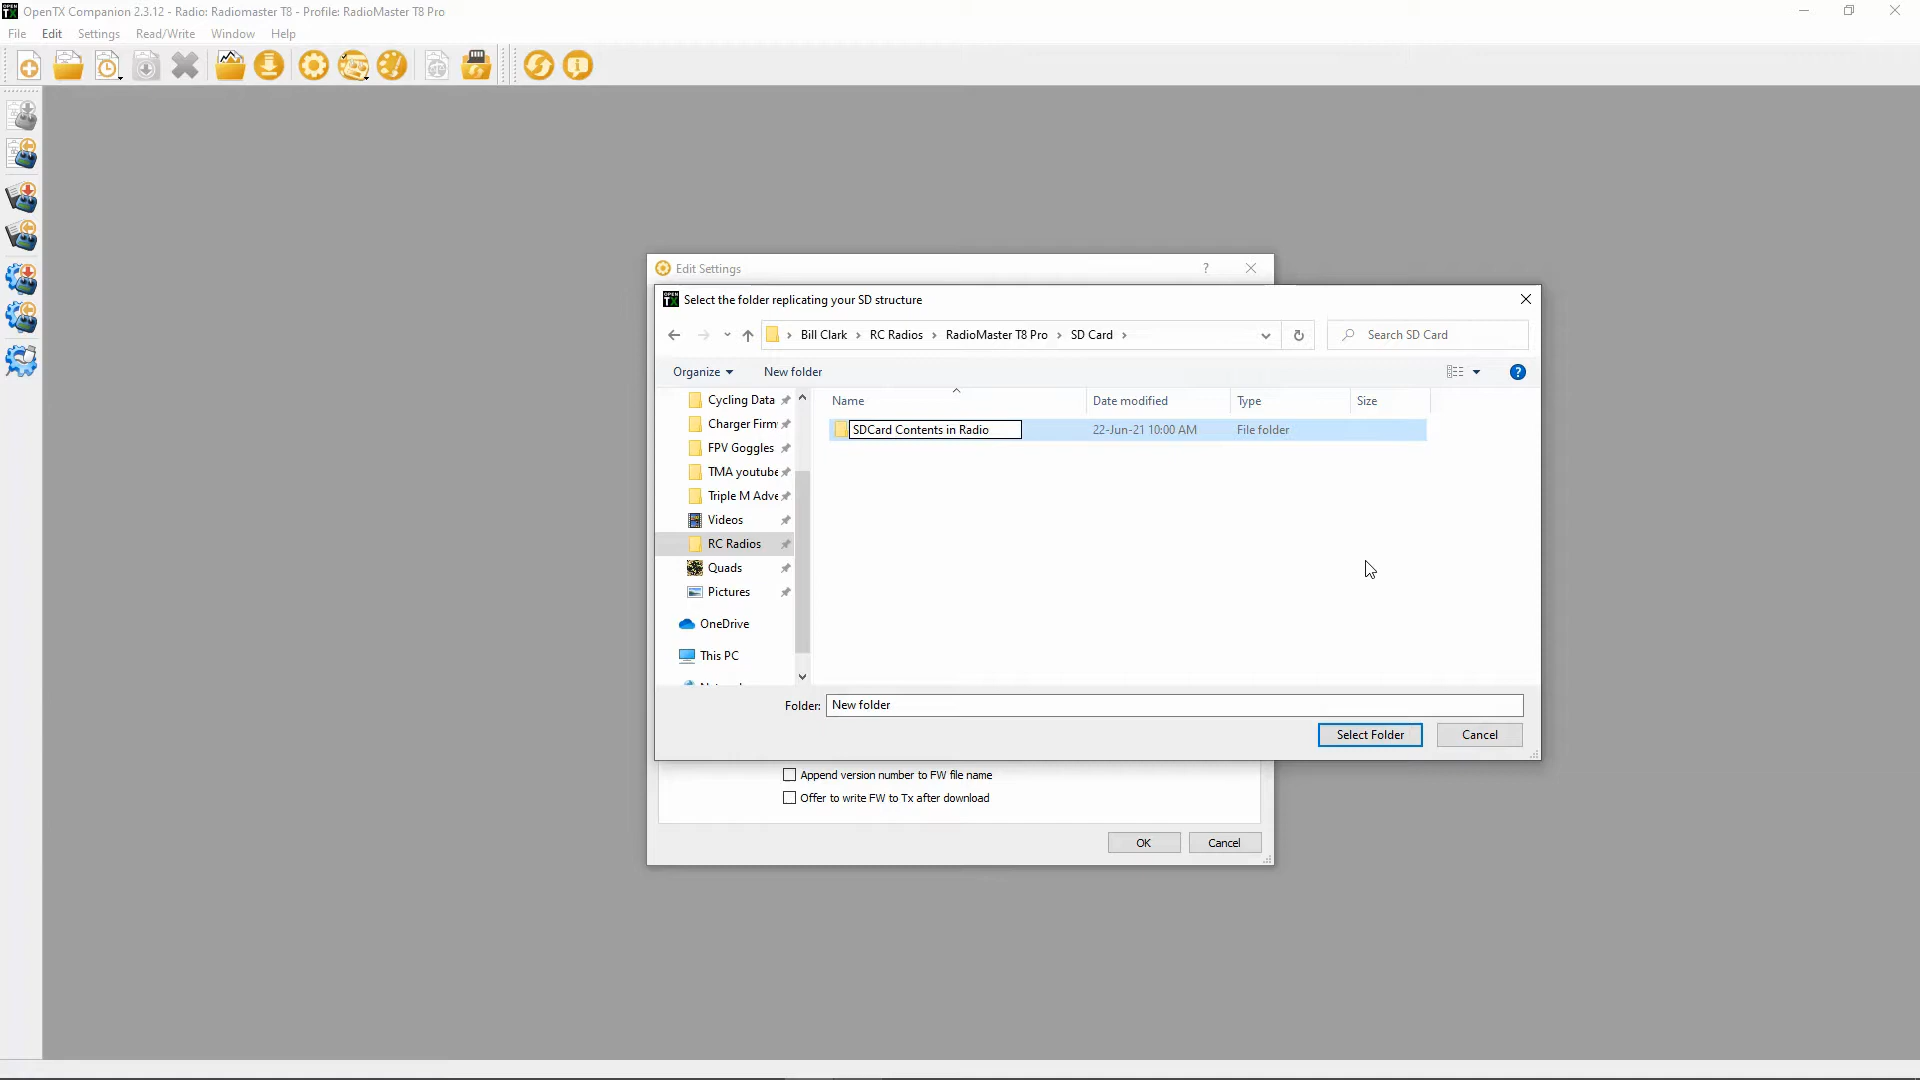 OpenTX Companion 2.3.12 - Radio: Radiomaster T8 - Profile: RadioMaster T8 Pro
File Edit Settings Read/Write Window Help
Edit Settings ?
Select the folder replicating your SD structure
Bill Clark RC Radios RadioMaster T8 Pro SD Card Search SD Card
Organize New folder ?
Name Date modified Type Size
Cycling Data
SDCard Contents in Radio 22-Jun-21 10:00 AM File folder
Charger Firm
FPV Goggles
TMA youtube
Triple M Adve
Videos
RC Radios
Quads
Pictures
OneDrive
This PC
Folder: New folder
Select Folder Cancel
Append version number to FW file name
Offer to write FW to Tx after download
OK Cancel